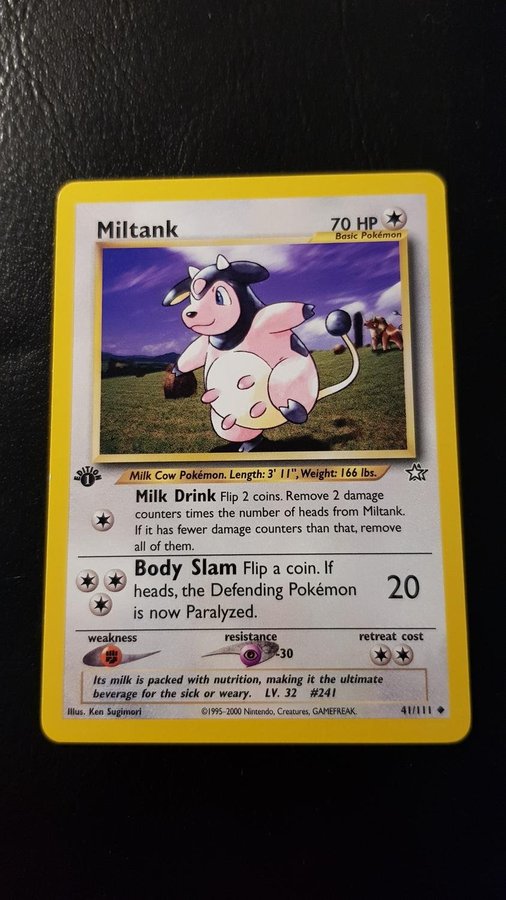 Miltank 70 HP
Basic Pokémon
Milk Cow Pokémon. Length: 3' 11", Weight: 166 lbs.
EDITION
1
Milk Drink Flip 2 coins. Remove 2 damage
counters times the number of heads from Miltank.
If it has fewer damage counters than that, remove
all of them.
Body Slam Flip a coin. If
heads, the Defending Pokémon 20
is now Paralyzed.
weakness resistance retreat cost
-30
Its milk is packed with nutrition, making it the ultimate
beverage for the sick or weary. LV. 32 #241
Illus. Ken Sugimori ©1995-2000 Nintendo, Creatures, GAMEFREAK. 41/111